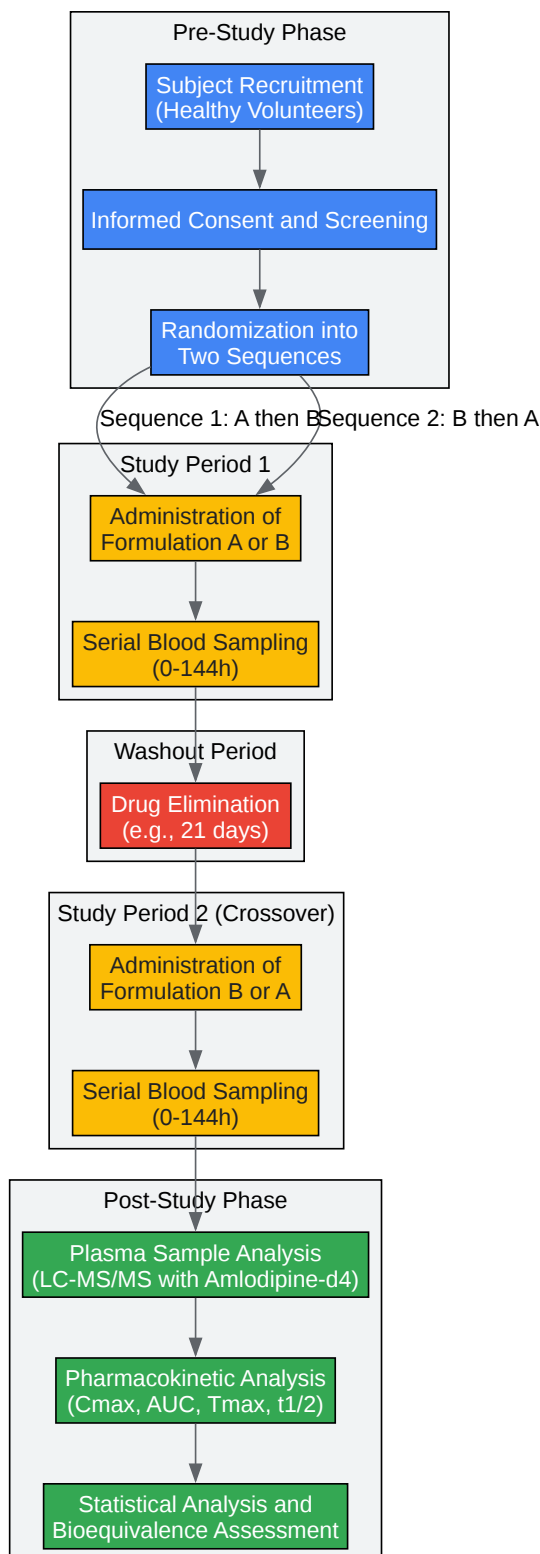 Pre-Study Phase
Subject Recruitment
(Healthy Volunteers)
Informed Consent and Screening
Randomization into
Two Sequences
Sequence 1: A then B
Sequence 2: B then A
Study Period 1
Administration of
Formulation A or B
Serial Blood Sampling
(0-144h)
Washout Period
Drug Elimination
(e.g., 21 days)
Study Period 2 (Crossover)
Administration of
Formulation B or A
Serial Blood Sampling
(0-144h)
Post-Study Phase
Plasma Sample Analysis
(LC-MS/MS with Amlodipine-d4)
Pharmacokinetic Analysis
(Cmax, AUC, Tmax, t1/2)
Statistical Analysis and
Bioequivalence Assessment